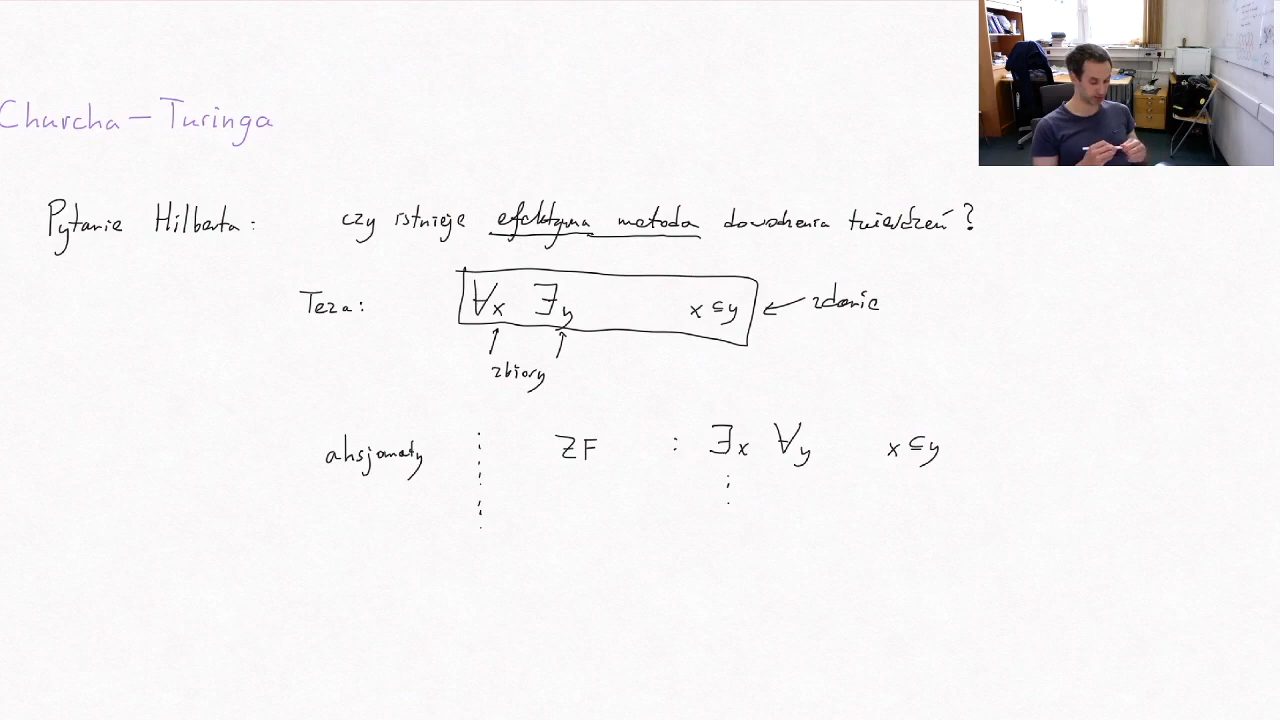 Churcha – Turinga
Pytanie Hilberta: czy istnieje efektywna metoda dowodzenia twierdzeń?
Teza: ∀x ∃y x ⊆ y ← zdanie
zbiory
aksjomaty ZF : ∃x ∀y x ⊆ y